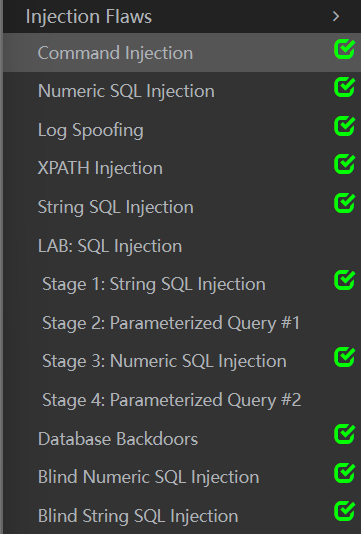 Injection Flaws
Command Injection
Numeric SQL Injection
Log Spoofing
XPATH Injection
String SQL Injection
LAB: SQL Injection
Stage 1: String SQL Injection
Stage 2: Parameterized Query #1
Stage 3: Numeric SQL Injection
Stage 4: Parameterized Query #2
Database Backdoors
Blind Numeric SQL Injection
Blind String SQL Injection